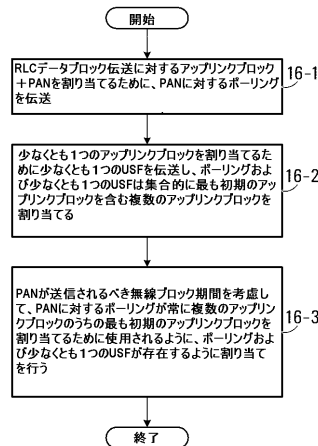 開始
RLCデータブロック伝送に対するアップリンクブロック
+PANを割り当てるために、PANに対するポーリング
を伝送
16-1
少なくとも1つのアップリンクブロックを割り当てるた
めに少なくとも1つのUSFを伝送し、ポーリングお
よび少なくとも1つのUSFは集合的に最も初期のアッ
プリンクブロックを含む複数のアップリンクブロックを
割り当てる
16-2
PANが送信されるべき無線ブロック期間を考慮し
て、PANに対するポーリングが常に複数のアップリン
クブロックのうちの最も初期のアップリンクブロックを
割り当てるために使用されるように、ポーリングお
よび少なくとも1つのUSFが存在するように割り当て
を行う
16-3
終了